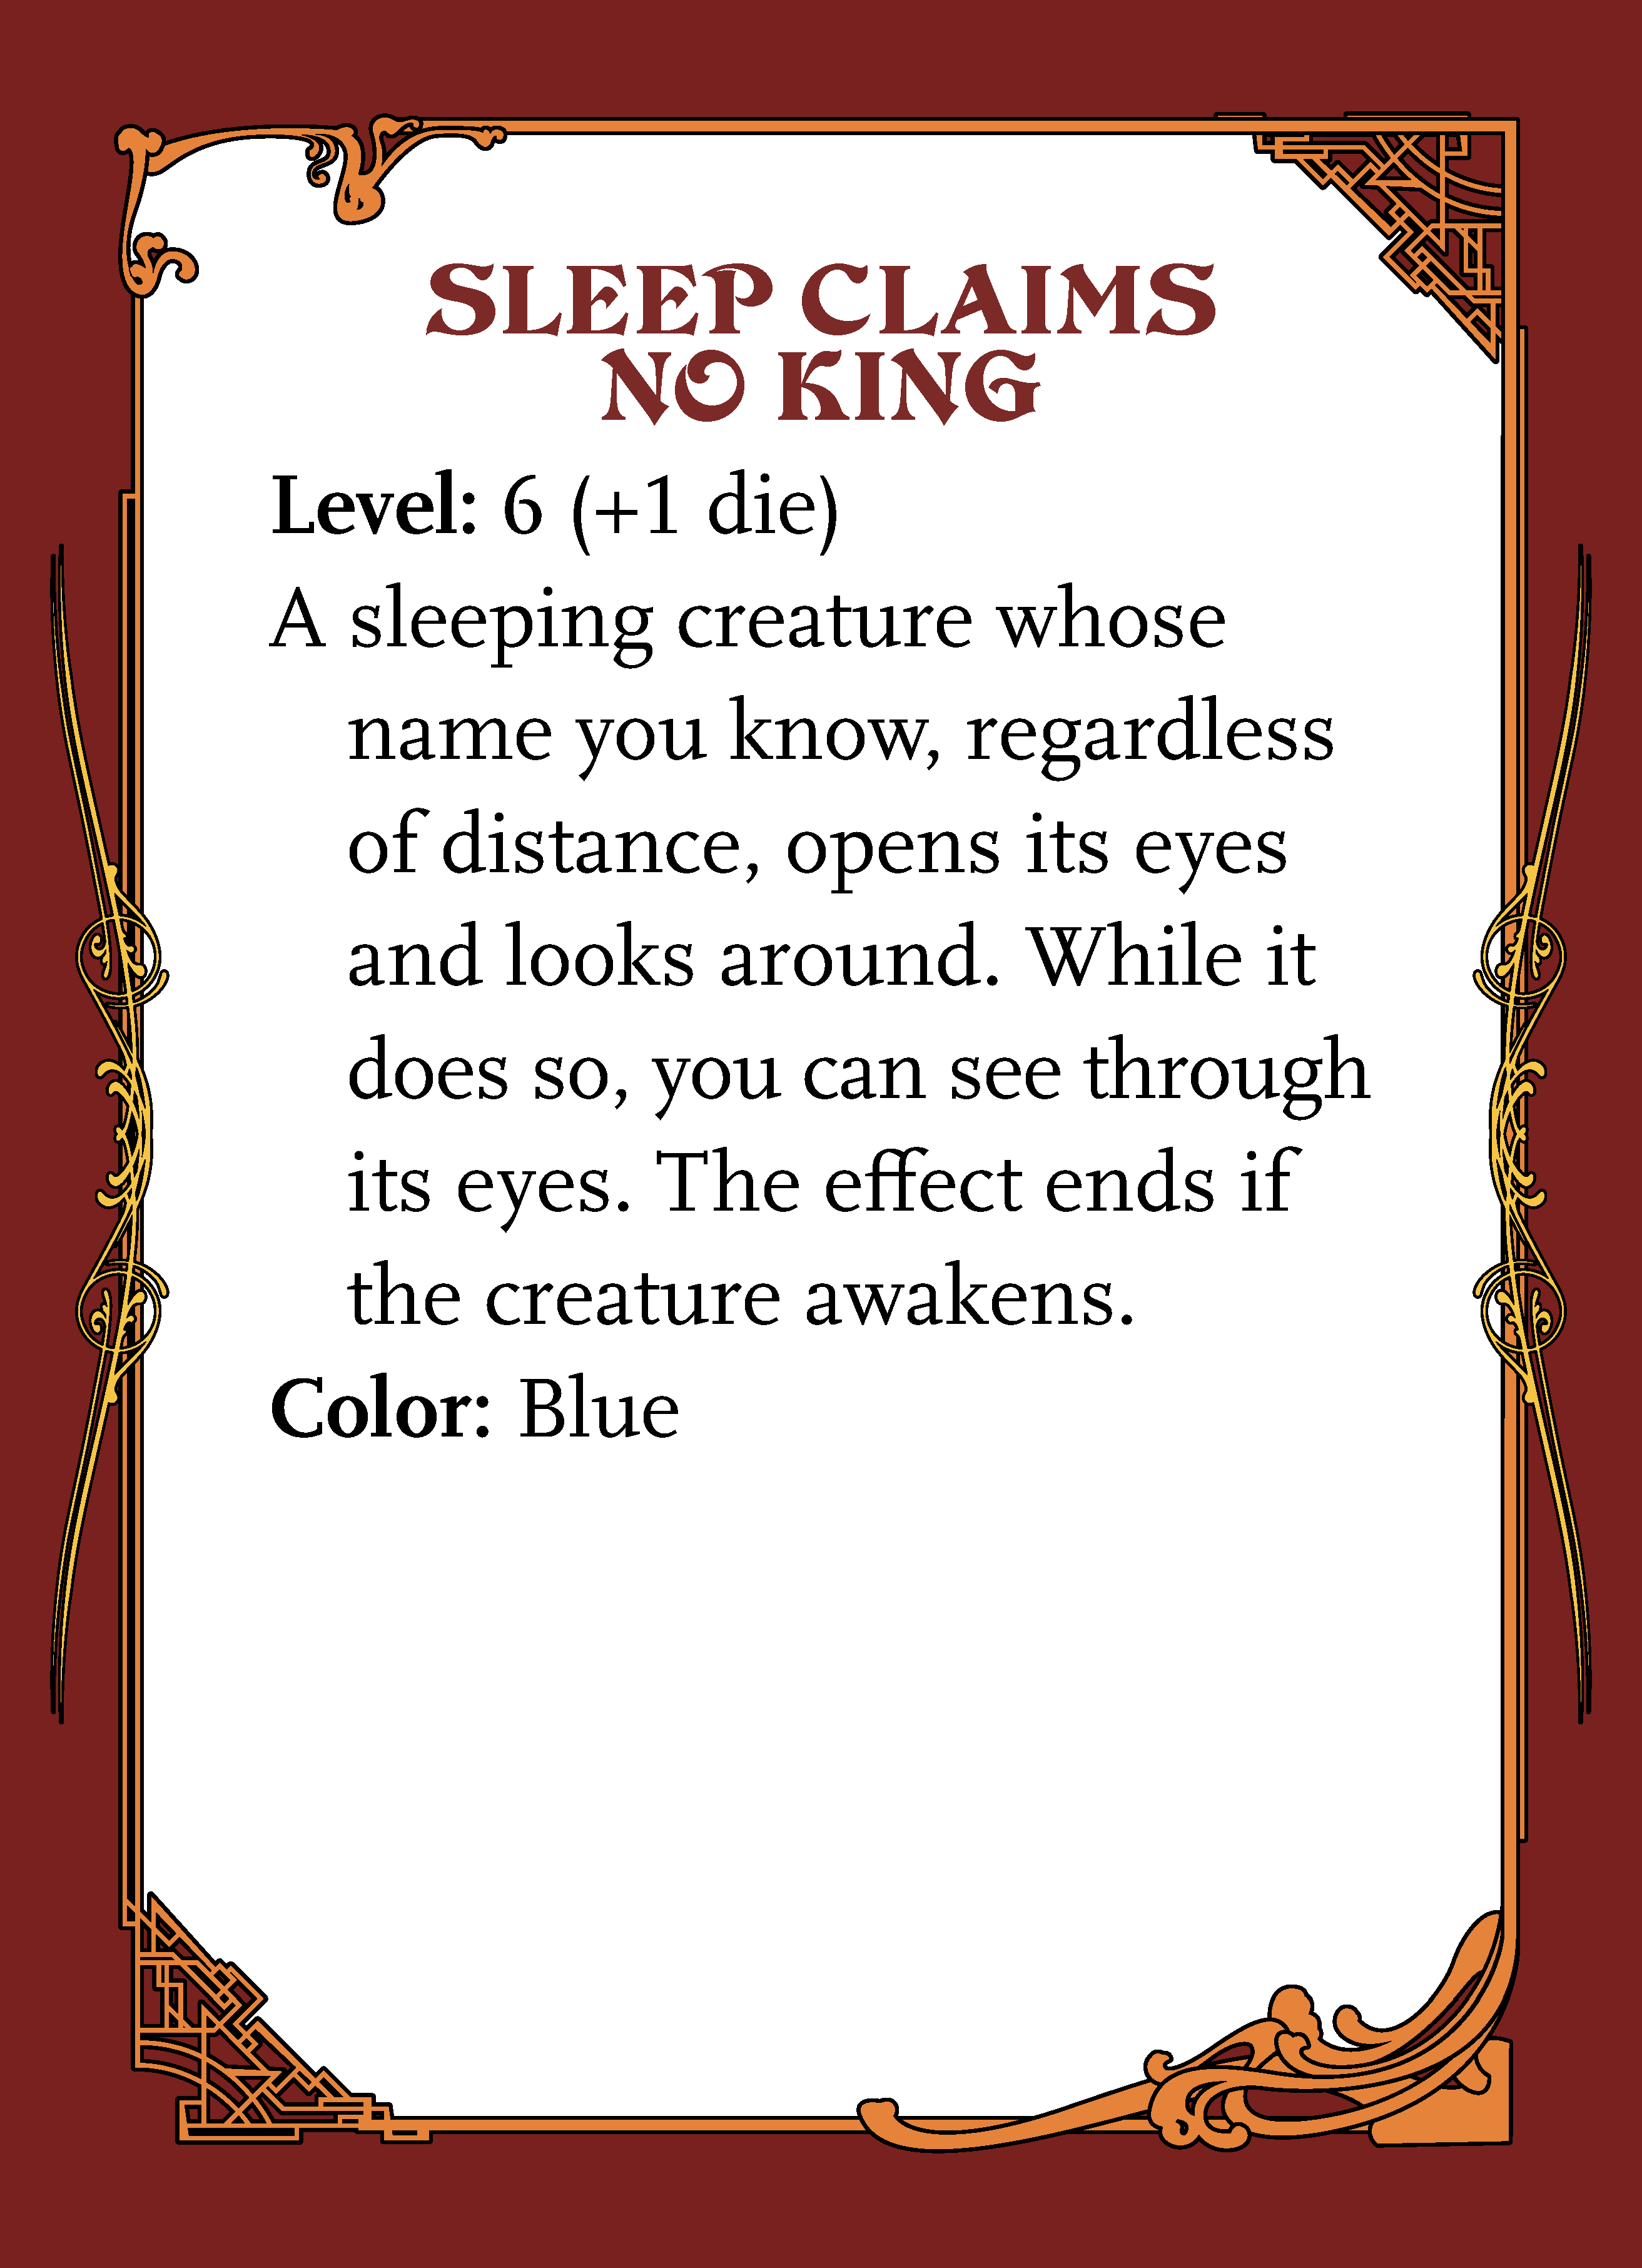 SLEEP CLAIMS
NO KING
Level: 6 (+1 die)
A sleeping creature whose
name you know, regardless
of distance, opens its eyes
and looks around. While it
does so, you can see through
its eyes. The effect ends if
the creature awakens.
Color: Blue